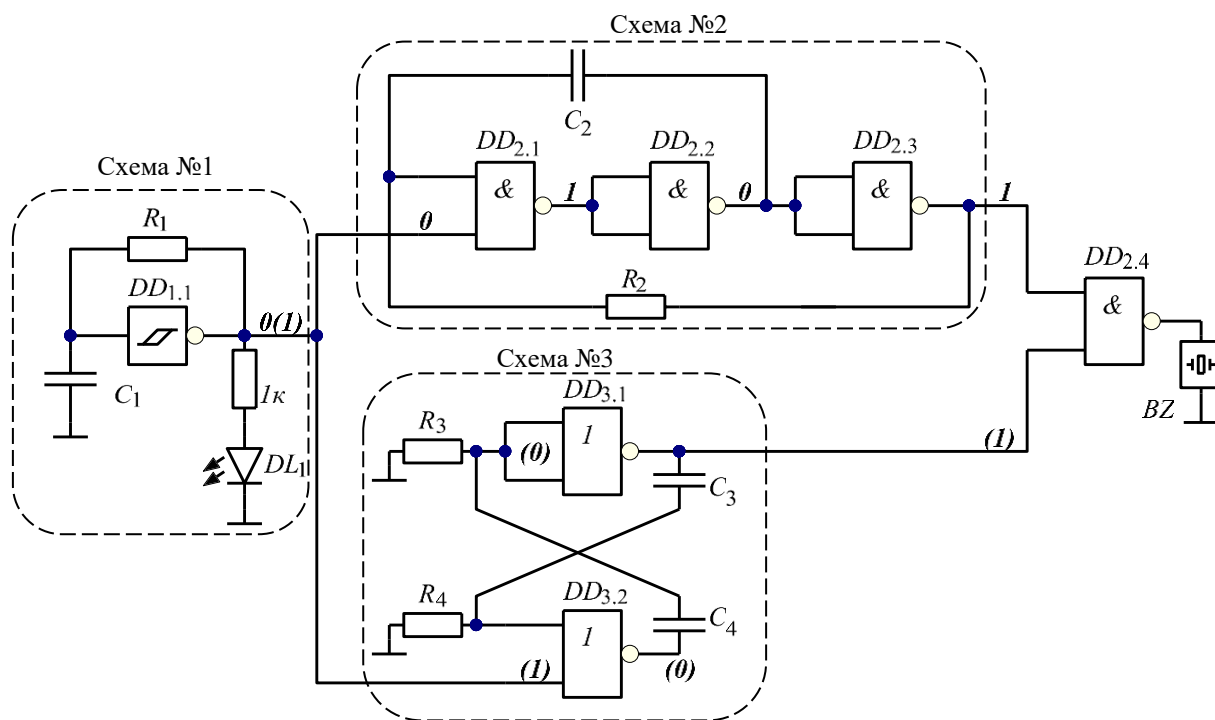 Схема №2
C2
DD2.1
DD2.2
DD2.3
&
&
&
1
0
1
0
R2
Схема №1
R1
DD1.1
0(1)
C1
1к
DL1
DD2.4
&
BZ
Схема №3
DD3.1
R3
(0)
1
(1)
C3
R4
DD3.2
1
C4
(1)
(0)